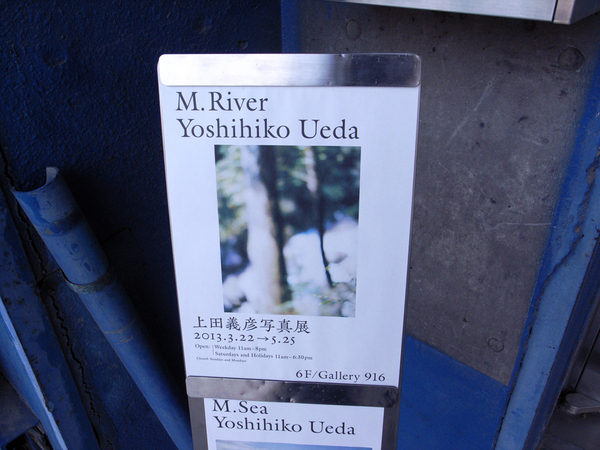 M.River
Yoshihiko Ueda
上田義彦写真展
2013.3.22→5.25
Open: Weekday 11am–8pm
Saturdays and Holidays 11am–6:30pm
Closed: Sundays and Mondays
6F/Gallery 916
M.Sea
Yoshihiko Ueda